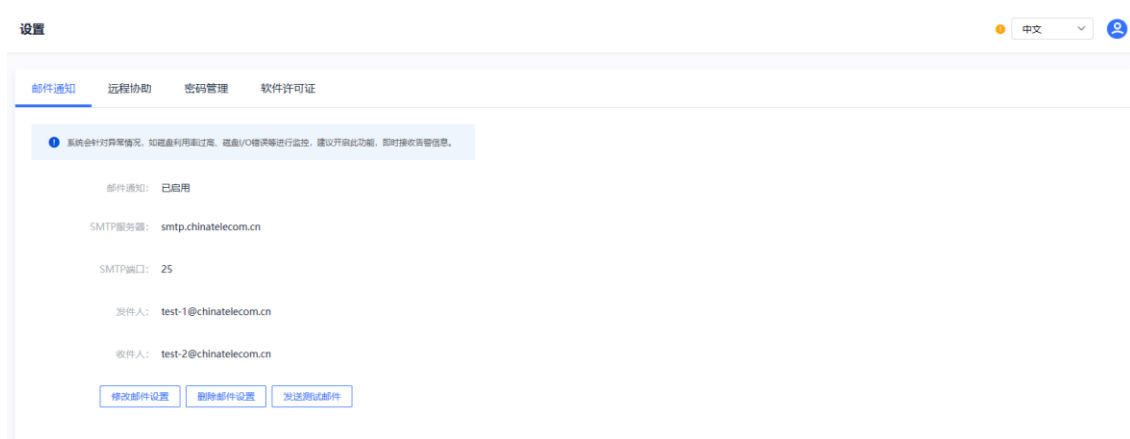 设置
中文
邮件通知 远程协助 密码管理 软件许可证
系统会针对异常情况，如磁盘利用率过高、磁盘I/O错误等进行监控，建议开启此功能，即时接收告警信息。
邮件通知： 已启用
SMTP服务器： smtp.chinatelecom.cn
SMTP端口： 25
发件人： test-1@chinatelecom.cn
收件人： test-2@chinatelecom.cn
修改邮件设置 删除邮件设置 发送测试邮件